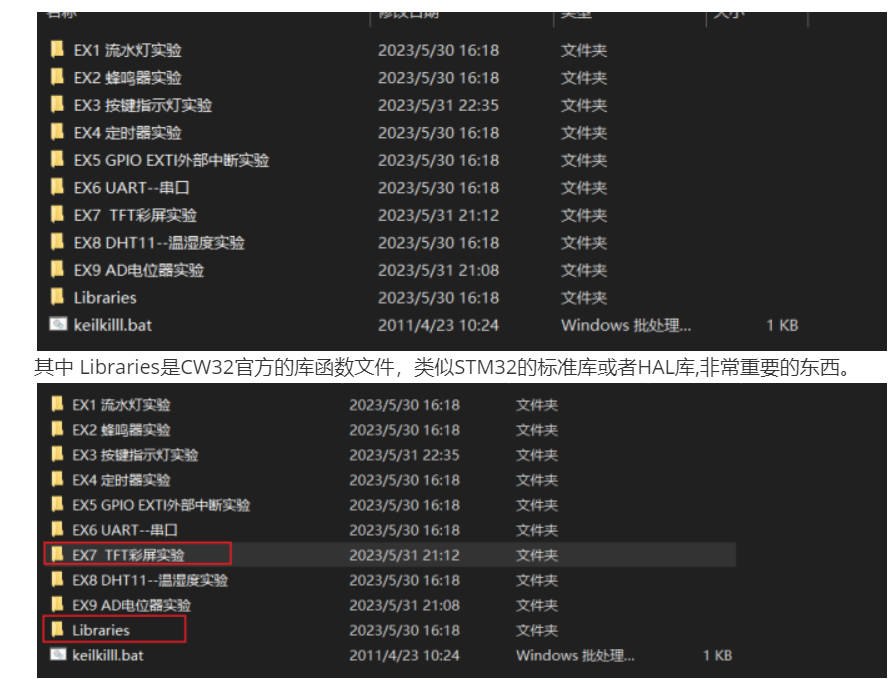 名称 修改日期 类型 大小
EX1 流水灯实验 2023/5/30 16:18 文件夹
EX2 蜂鸣器实验 2023/5/30 16:18 文件夹
EX3 按键指示灯实验 2023/5/31 22:35 文件夹
EX4 定时器实验 2023/5/30 16:18 文件夹
EX5 GPIO EXTI外部中断实验 2023/5/30 16:18 文件夹
EX6 UART--串口 2023/5/30 16:18 文件夹
EX7  TFT彩屏实验 2023/5/31 21:12 文件夹
EX8 DHT11--温湿度实验 2023/5/30 16:18 文件夹
EX9 AD电位器实验 2023/5/31 21:08 文件夹
Libraries 2023/5/30 16:18 文件夹
keilkilll.bat 2011/4/23 10:24 Windows 批处理... 1 KB
其中 Libraries是CW32官方的库函数文件，类似STM32的标准库或者HAL库,非常重要的东西。
EX1 流水灯实验 2023/5/30 16:18 文件夹
EX2 蜂鸣器实验 2023/5/30 16:18 文件夹
EX3 按键指示灯实验 2023/5/31 22:35 文件夹
EX4 定时器实验 2023/5/30 16:18 文件夹
EX5 GPIO EXTI外部中断实验 2023/5/30 16:18 文件夹
EX6 UART--串口 2023/5/30 16:18 文件夹
EX7  TFT彩屏实验 2023/5/31 21:12 文件夹
EX8 DHT11--温湿度实验 2023/5/30 16:18 文件夹
EX9 AD电位器实验 2023/5/31 21:08 文件夹
Libraries 2023/5/30 16:18 文件夹
keilkilll.bat 2011/4/23 10:24 Windows 批处理... 1 KB